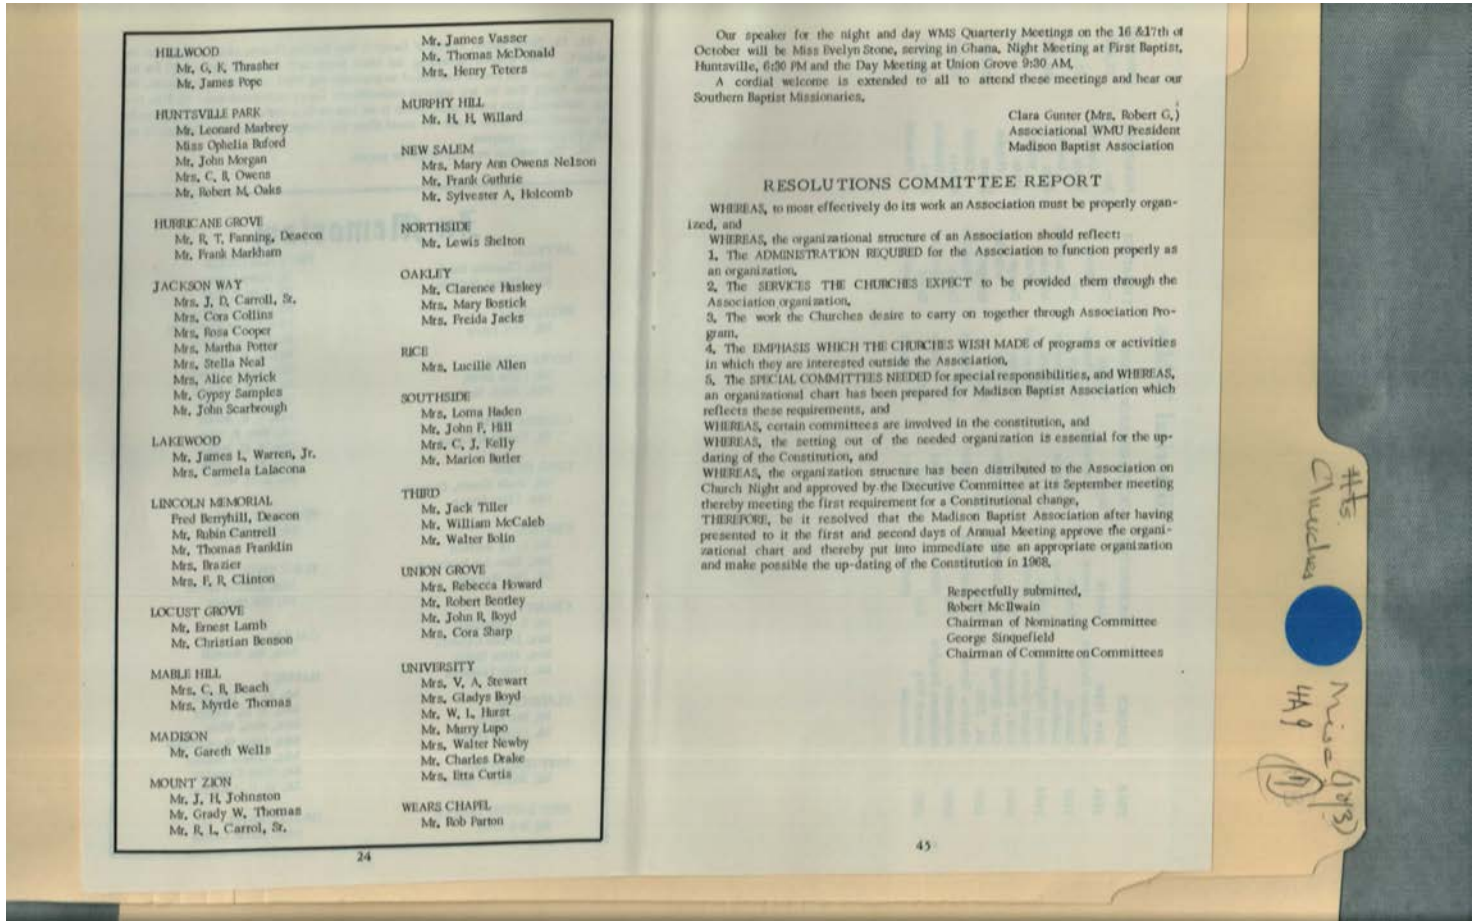 HILLWOOD
Mr. G. K. Thrasher
Mr. James Pope
HUNTSVILLE PARK
Mr. Leonard Marbrey
Miss Ophelia Buford
Mr. John Morgan
Mrs. C. B. Owens
Mr. Robert M. Oaks
HURRICANE GROVE
Mr. R. T. Fanning, Deacon
Mr. Frank Markham
JACKSON WAY
Mrs. J. D. Carroll, Sr.
Mrs. Cora Collins
Mrs. Rosa Cooper
Mrs. Martha Potter
Mrs. Stella Neal
Mrs. Alice Myrick
Mr. Gypsy Samples
Mr. John Scarbrough
LAKEWOOD
Mr. James L. Warren, Jr.
Mrs. Carmela Lalacona
LINCOLN MEMORIAL
Fred Berryhill, Deacon
Mr. Rubin Cantrell
Mr. Thomas Franklin
Mrs. Brazier
Mrs. F. R. Clinton
LOCUST GROVE
Mr. Ernest Lamb
Mr. Christian Benson
MABLE HILL
Mrs. C. B. Beach
Mrs. Myrtle Thomas
MADISON
Mr. Gareth Wells
MOUNT ZION
Mr. J. H. Johnston
Mr. Grady W. Thomas
Mr. R. L. Carrol, Sr.
Mr. James Vasser
Mr. Thomas McDonald
Mrs. Henry Teters
MURPHY HILL
Mr. H. H. Willard
NEW SALEM
Mrs. Mary Ann Owens Nelson
Mr. Frank Guthrie
Mr. Sylvester A. Holcomb
NORTHSIDE
Mr. Lewis Shelton
OAKLEY
Mr. Clarence Huskey
Mrs. Mary Bostick
Mrs. Freida Jacks
RICE
Mrs. Lucille Allen
SOUTHSIDE
Mrs. Loma Haden
Mr. John F. Hill
Mrs. C. J. Kelly
Mr. Marion Butler
THIRD
Mr. Jack Tiller
Mr. William McCaleb
Mr. Walter Bolin
UNION GROVE
Mrs. Rebecca Howard
Mr. Robert Bentley
Mr. John R. Boyd
Mrs. Cora Sharp
UNIVERSITY
Mrs. V. A. Stewart
Mrs. Gladys Boyd
Mr. W. L. Hurst
Mr. Murry Lupo
Mrs. Walter Newby
Mr. Charles Drake
Mrs. Etta Curtis
WEARS CHAPEL
Mr. Rob Parton
24
Our speaker for the night and day WMS Quarterly Meetings on the 16 &17th of
October will be Miss Evelyn Stone, serving in Ghana. Night Meeting at First Baptist,
Huntsville, 6:30 PM and the Day Meeting at Union Grove 9:30 AM.
A cordial welcome is extended to all to attend these meetings and hear our
Southern Baptist Missionaries.
Clara Gunter (Mrs. Robert G.)
Associational WMU President
Madison Baptist Association
RESOLUTIONS COMMITTEE REPORT
WHEREAS, to most effectively do its work an Association must be properly organ-
ized, and
WHEREAS, the organizational structure of an Association should reflect:
1. The ADMINISTRATION REQUIRED for the Association to function properly as
an organization.
2. The SERVICES THE CHURCHES EXPECT to be provided them through the
Association organization.
3. The work the Churches desire to carry on together through Association Pro-
gram.
4. The EMPHASIS WHICH THE CHURCHES WISH MADE of programs or activities
in which they are interested outside the Association.
5. The SPECIAL COMMITTEES NEEDED for special responsibilities, and WHEREAS,
an organizational chart has been prepared for Madison Baptist Association which
reflects these requirements, and
WHEREAS, certain committees are involved in the constitution, and
WHEREAS, the setting out of the needed organization is essential for the up-
dating of the Constitution, and
WHEREAS, the organization structure has been distributed to the Association on
Church Night and approved by the Executive Committee at its September meeting
thereby meeting the first requirement for a Constitutional change.
THEREFORE, be it resolved that the Madison Baptist Association after having
presented to it the first and second days of Annual Meeting approve the organi-
zational chart and thereby put into immediate use an appropriate organization
and make possible the up-dating of the Constitution in 1968.
Respectfully submitted,
Robert McIlwain
Chairman of Nominating Committee
George Sinquefield
Chairman of Committe on Committees
45
Hts.
Churches
Misc (1 of 3)